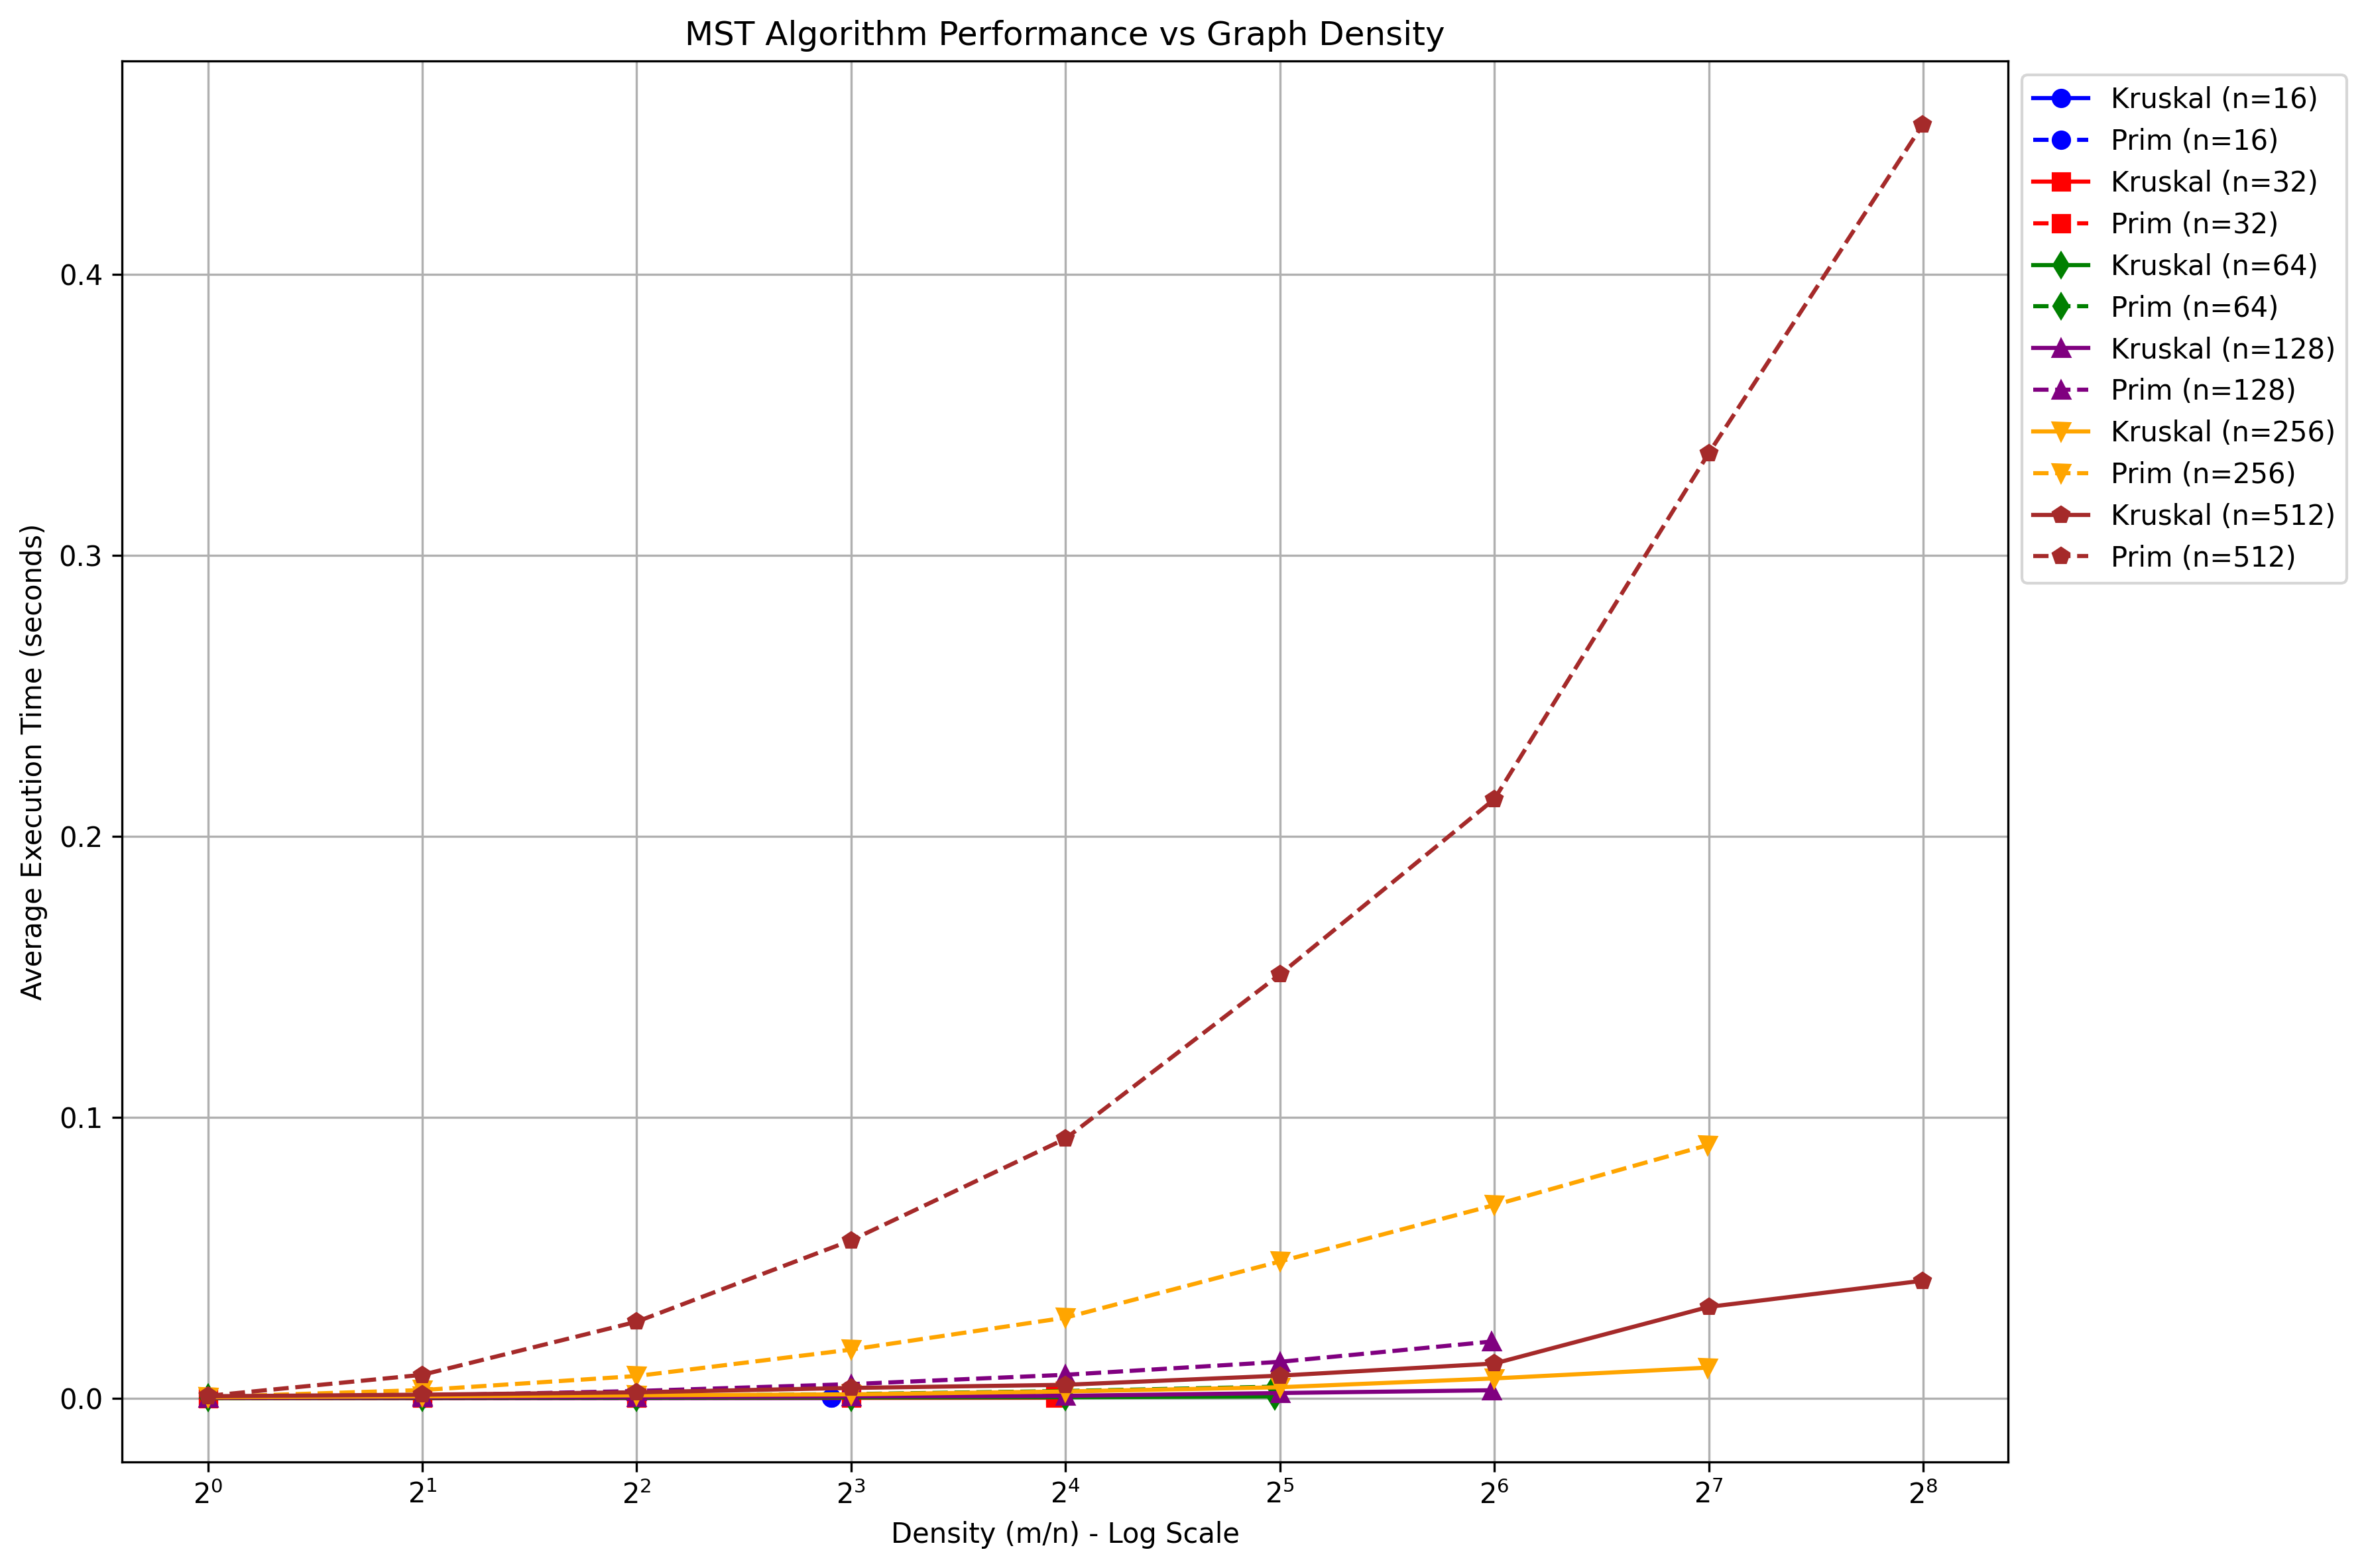 MST Algorithm Performance vs Graph Density
Average Execution Time (seconds)
0.4
0.3
0.2
0.1
0.0
2⁰ 2¹ 2² 2³ 2⁴ 2⁵ 2⁶ 2⁷ 2⁸
Density (m/n) - Log Scale
Kruskal (n=16)
Prim (n=16)
Kruskal (n=32)
Prim (n=32)
Kruskal (n=64)
Prim (n=64)
Kruskal (n=128)
Prim (n=128)
Kruskal (n=256)
Prim (n=256)
Kruskal (n=512)
Prim (n=512)